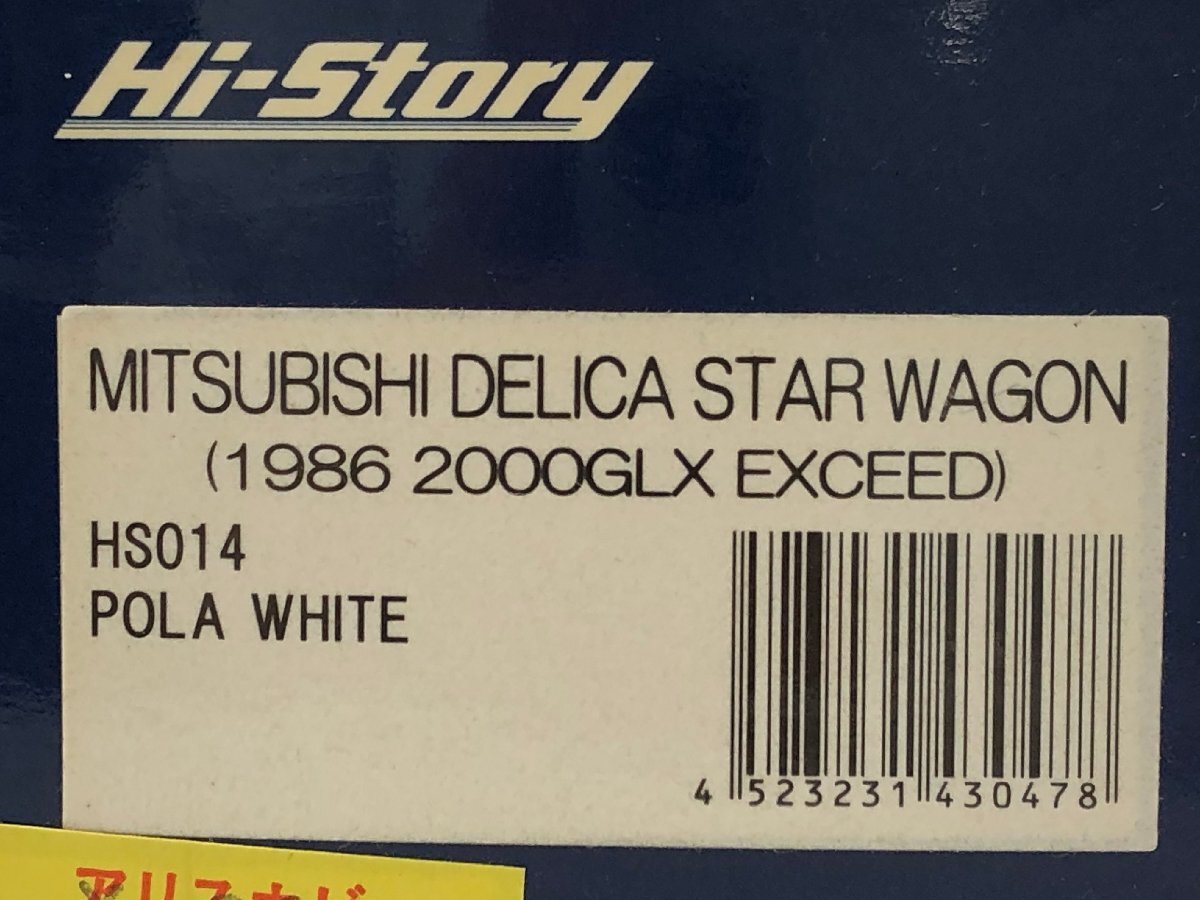 Hi-Story
MITSUBISHI DELICA STAR WAGON
(1986 2000GLX EXCEED)
HS014
POLA WHITE
4 523231 430478